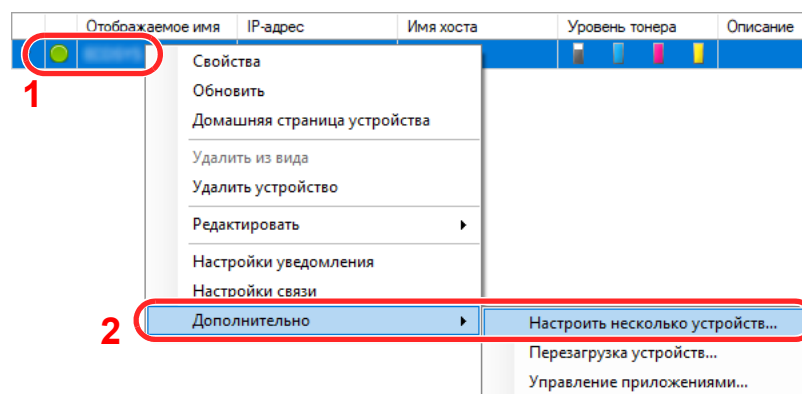 Отображаемое имя IP-адрес Имя хоста Уровень тонера Описание
1
Свойства
Обновить
Домашняя страница устройства
Удалить из вида
Удалить устройство
Редактировать
Настройки уведомления
Настройки связи
2 Дополнительно Настроить несколько устройств...
Перезагрузка устройств...
Управление приложениями...